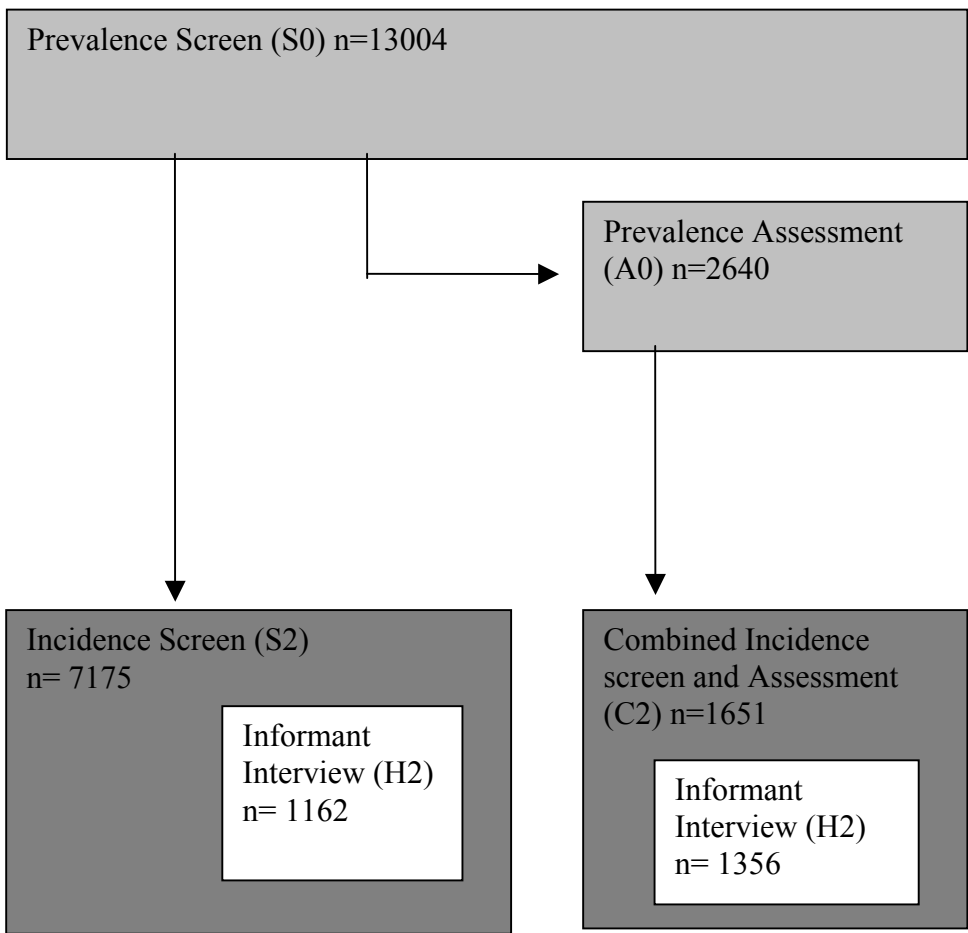 Prevalence Screen (S0) n=13004
Prevalence Assessment
(A0) n=2640
Incidence Screen (S2)
n= 7175
Informant
Interview (H2)
n= 1162
Combined Incidence
screen and Assessment
(C2) n=1651
Informant
Interview (H2)
n= 1356